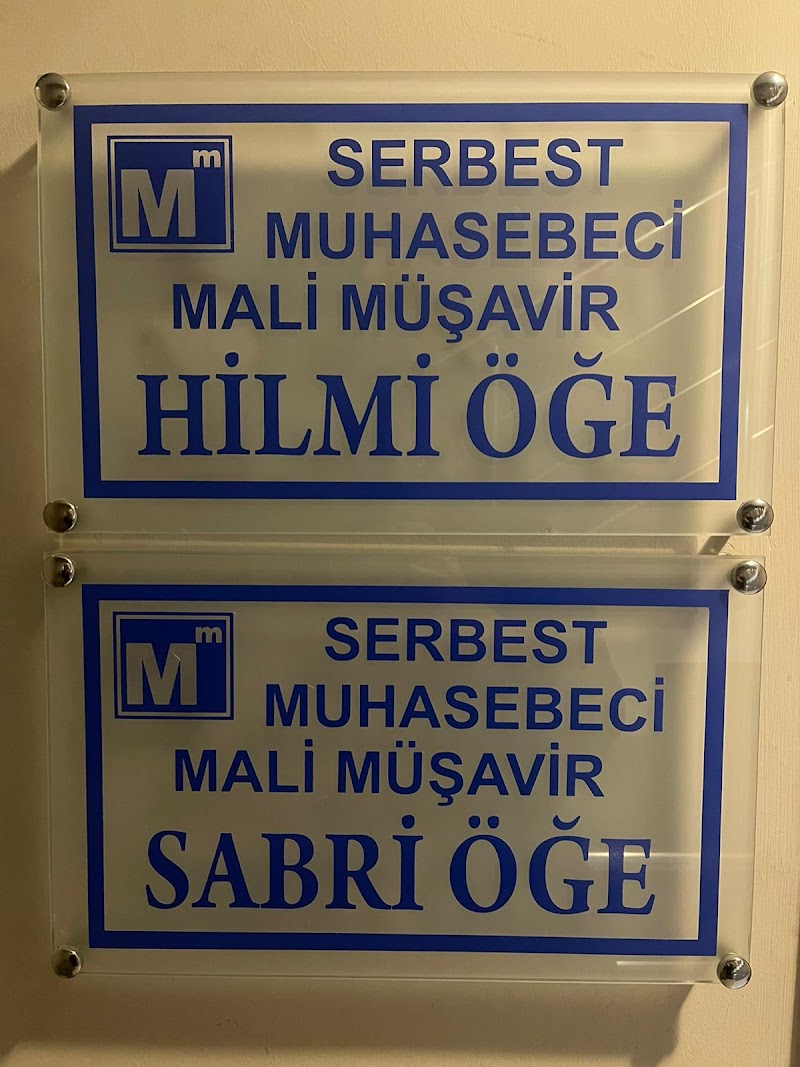 Mm
SERBEST
MUHASEBECİ
MALİ MÜŞAVİR
HİLMİ ÖĞE
Mm
SERBEST
MUHASEBECİ
MALİ MÜŞAVİR
SABRİ ÖĞE